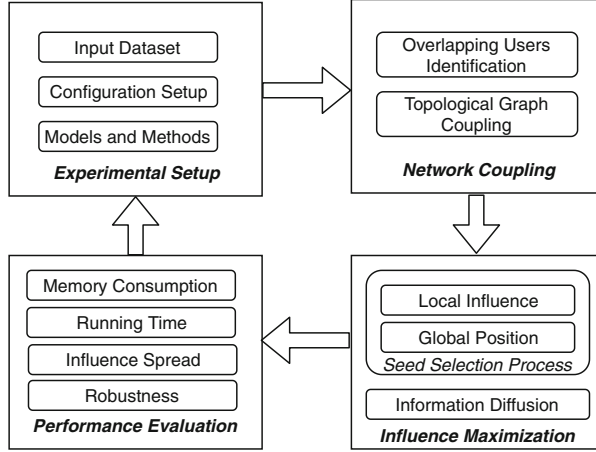 Input Dataset
Configuration Setup
Models and Methods
Experimental Setup
Overlapping Users
Identification
Topological Graph
Coupling
Network Coupling
Memory Consumption
Running Time
Influence Spread
Robustness
Performance Evaluation
Local Influence
Global Position
Seed Selection Process
Information Diffusion
Influence Maximization